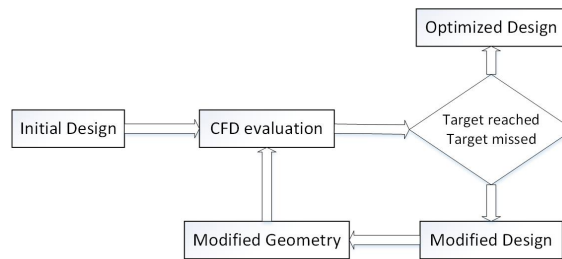 Optimized Design
Initial Design
CFD evaluation
Target reached
Target missed
Modified Geometry
Modified Design